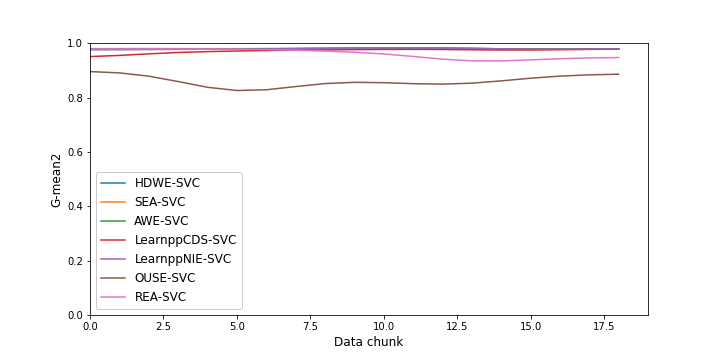 1.0
0.8
0.6
0.4
0.2
0.0
G-mean2
HDWE-SVC
SEA-SVC
AWE-SVC
LearnppCDS-SVC
LearnppNIE-SVC
OUSE-SVC
REA-SVC
0.0 2.5 5.0 7.5 10.0 12.5 15.0 17.5
Data chunk